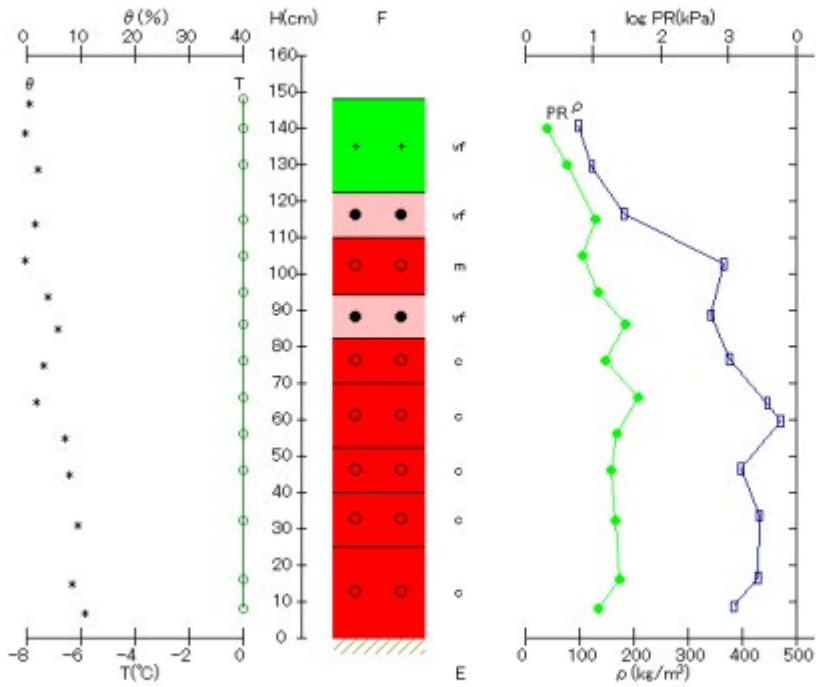 θ(%) H(cm) F log PR(kPa)
0 10 20 30 40 0 1 2 3 4 0
160
θ T
150
PR ρ
140
vf
130
120
vf
110
m
100
90
vf
80
c
70
60
c
50
c
40
c
30
20
c
10
0
-8 -6 -4 -2 0 0 100 200 300 400 500
T(℃) E ρ(kg/m³)